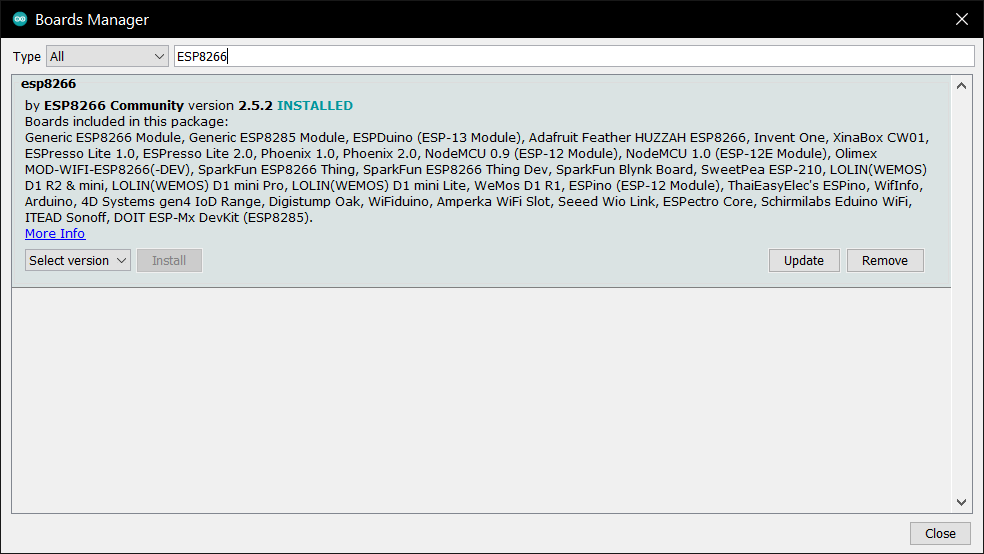 Boards Manager
Type All ESP8266
esp8266
by ESP8266 Community version 2.5.2 INSTALLED
Boards included in this package:
Generic ESP8266 Module, Generic ESP8285 Module, ESPDuino (ESP-13 Module), Adafruit Feather HUZZAH ESP8266, Invent One, XinaBox CW01,
ESPresso Lite 1.0, ESPresso Lite 2.0, Phoenix 1.0, Phoenix 2.0, NodeMCU 0.9 (ESP-12 Module), NodeMCU 1.0 (ESP-12E Module), Olimex
MOD-WIFI-ESP8266(-DEV), SparkFun ESP8266 Thing, SparkFun ESP8266 Thing Dev, SparkFun Blynk Board, SweetPea ESP-210, LOLIN(WEMOS)
D1 R2 & mini, LOLIN(WEMOS) D1 mini Pro, LOLIN(WEMOS) D1 mini Lite, WeMos D1 R1, ESPino (ESP-12 Module), ThaiEasyElec's ESPino, WifInfo,
Arduino, 4D Systems gen4 IoD Range, Digistump Oak, WiFiduino, Amperka WiFi Slot, Seeed Wio Link, ESPectro Core, Schirmilabs Eduino WiFi,
ITEAD Sonoff, DOIT ESP-Mx DevKit (ESP8285).
More Info
Select version Install Update Remove
Close